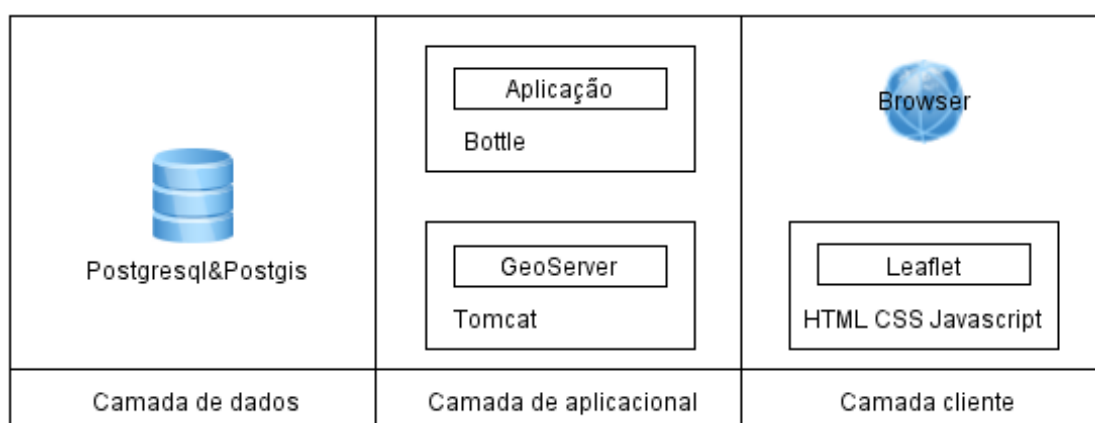 Postgresql&Postgis
Aplicação
Bottle
GeoServer
Tomcat
Browser
Leaflet
HTML CSS Javascript
Camada de dados
Camada de aplicacional
Camada cliente